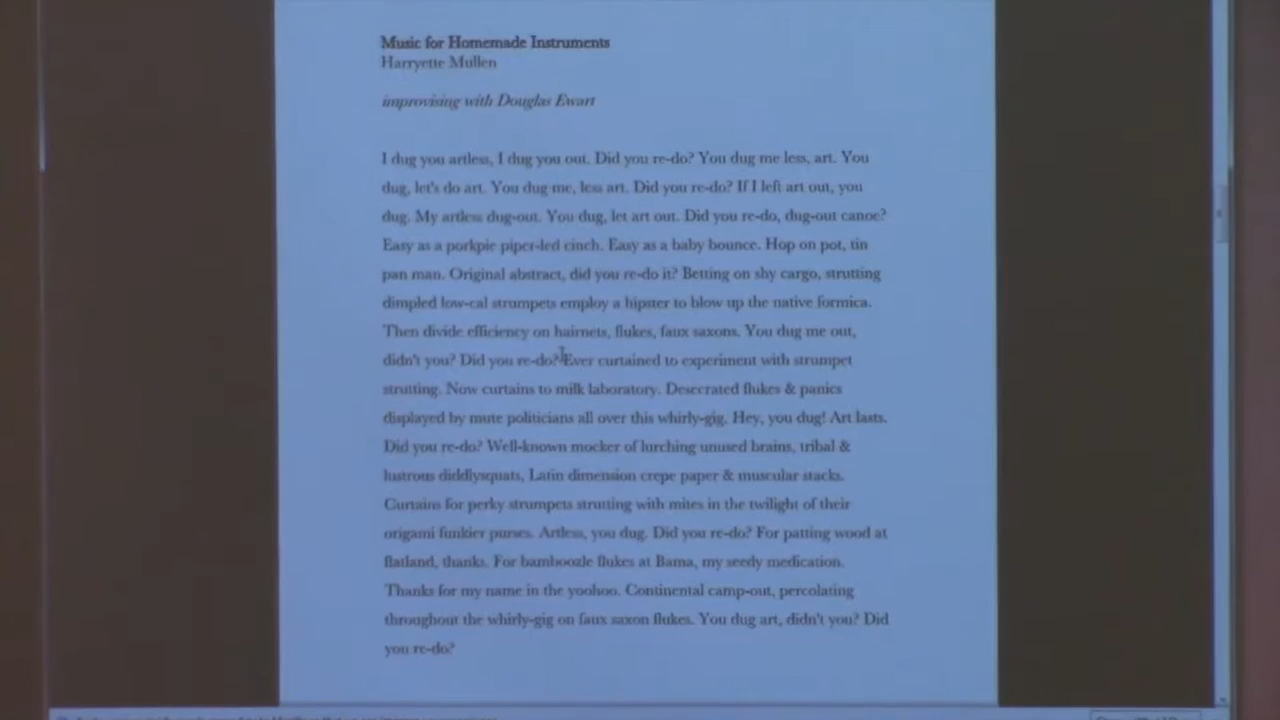 Music for Homemade Instruments
Harryette Mullen
improvising with Douglas Ewart
I dug you artless, I dug you out. Did you re-do? You dug me less, art. You
dug, let's do art. You dug me, less art. Did you re-do? If I left art out, you
dug. My artless dug-out. You dug, let art out. Did you re-do, dug-out canoe?
Easy as a porkpie piper-led cinch. Easy as a baby bounce. Hop on pot, tin
pan man. Original abstract, did you re-do it? Betting on shy cargo, strutting
dimpled low-cal strumpets employ a hipster to blow up the native formica.
Then divide efficiency on hairnets, flukes, faux saxons. You dug me out,
didn't you? Did you re-do? Ever curtained to experiment with strumpet
strutting. Now curtains to milk laboratory. Desecrated flukes & panics
displayed by mute politicians all over this whirly-gig. Hey, you dug! Art lasts.
Did you re-do? Well-known mocker of lurching unused brains, tribal &
lustrous diddlysquats, Latin dimension crepe paper & muscular stacks.
Curtains for perky strumpets strutting with mites in the twilight of their
origami funkier purses. Artless, you dug. Did you re-do? For patting wood at
flatland, thanks. For bamboozle flukes at Bama, my seedy medication.
Thanks for my name in the yoohoo. Continental camp-out, percolating
throughout the whirly-gig on faux saxon flukes. You dug art, didn't you? Did
you re-do?